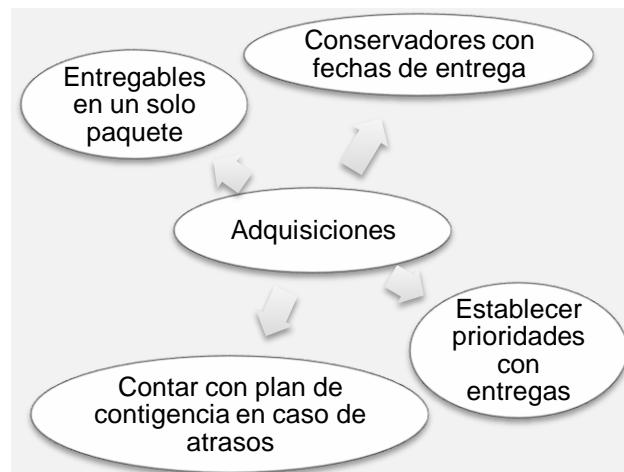 Conservadores con
fechas de entrega
Entregables
en un solo
paquete
Adquisiciones
Establecer
prioridades
con
entregas
Contar con plan de
contigencia en caso de
atrasos